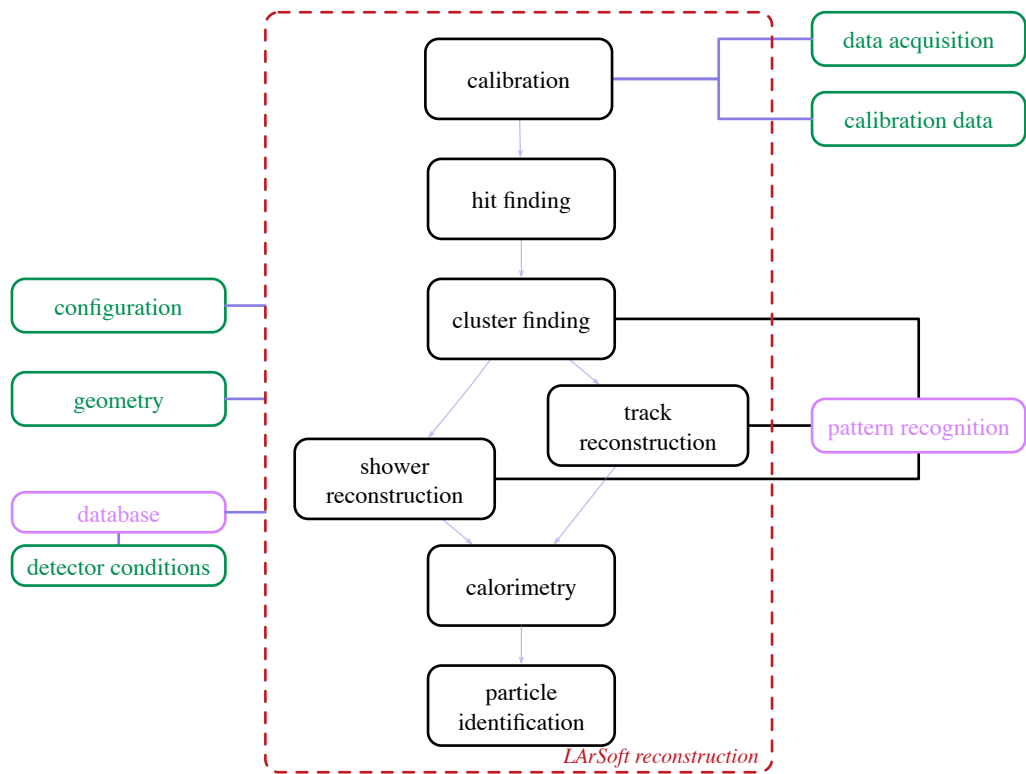 data acquisition
calibration
calibration data
hit finding
configuration
cluster finding
geometry
track
reconstruction
pattern recognition
shower
reconstruction
database
detector conditions
calorimetry
particle
identification
LArSoft reconstruction